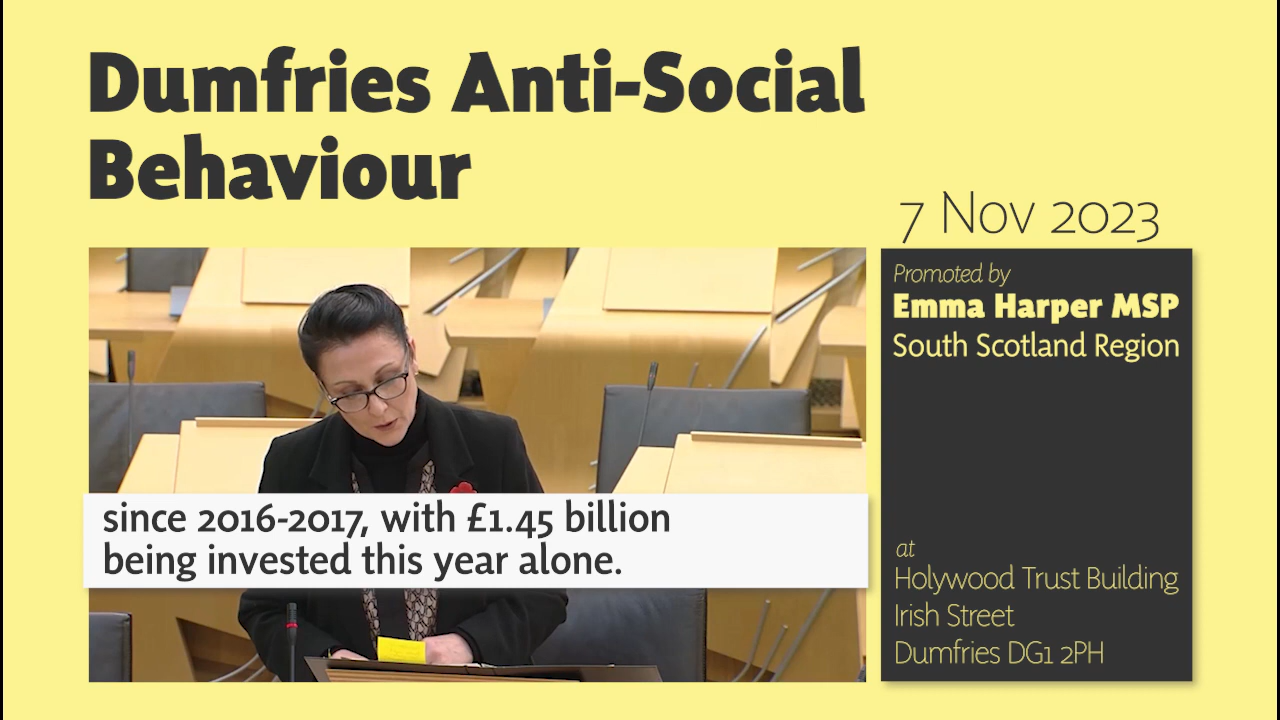 Dumfries Anti-Social
Behaviour
7 Nov 2023
Promoted by
Emma Harper MSP
South Scotland Region
since 2016-2017, with £1.45 billion
being invested this year alone.
at
Holywood Trust Building
Irish Street
Dumfries DG1 2PH